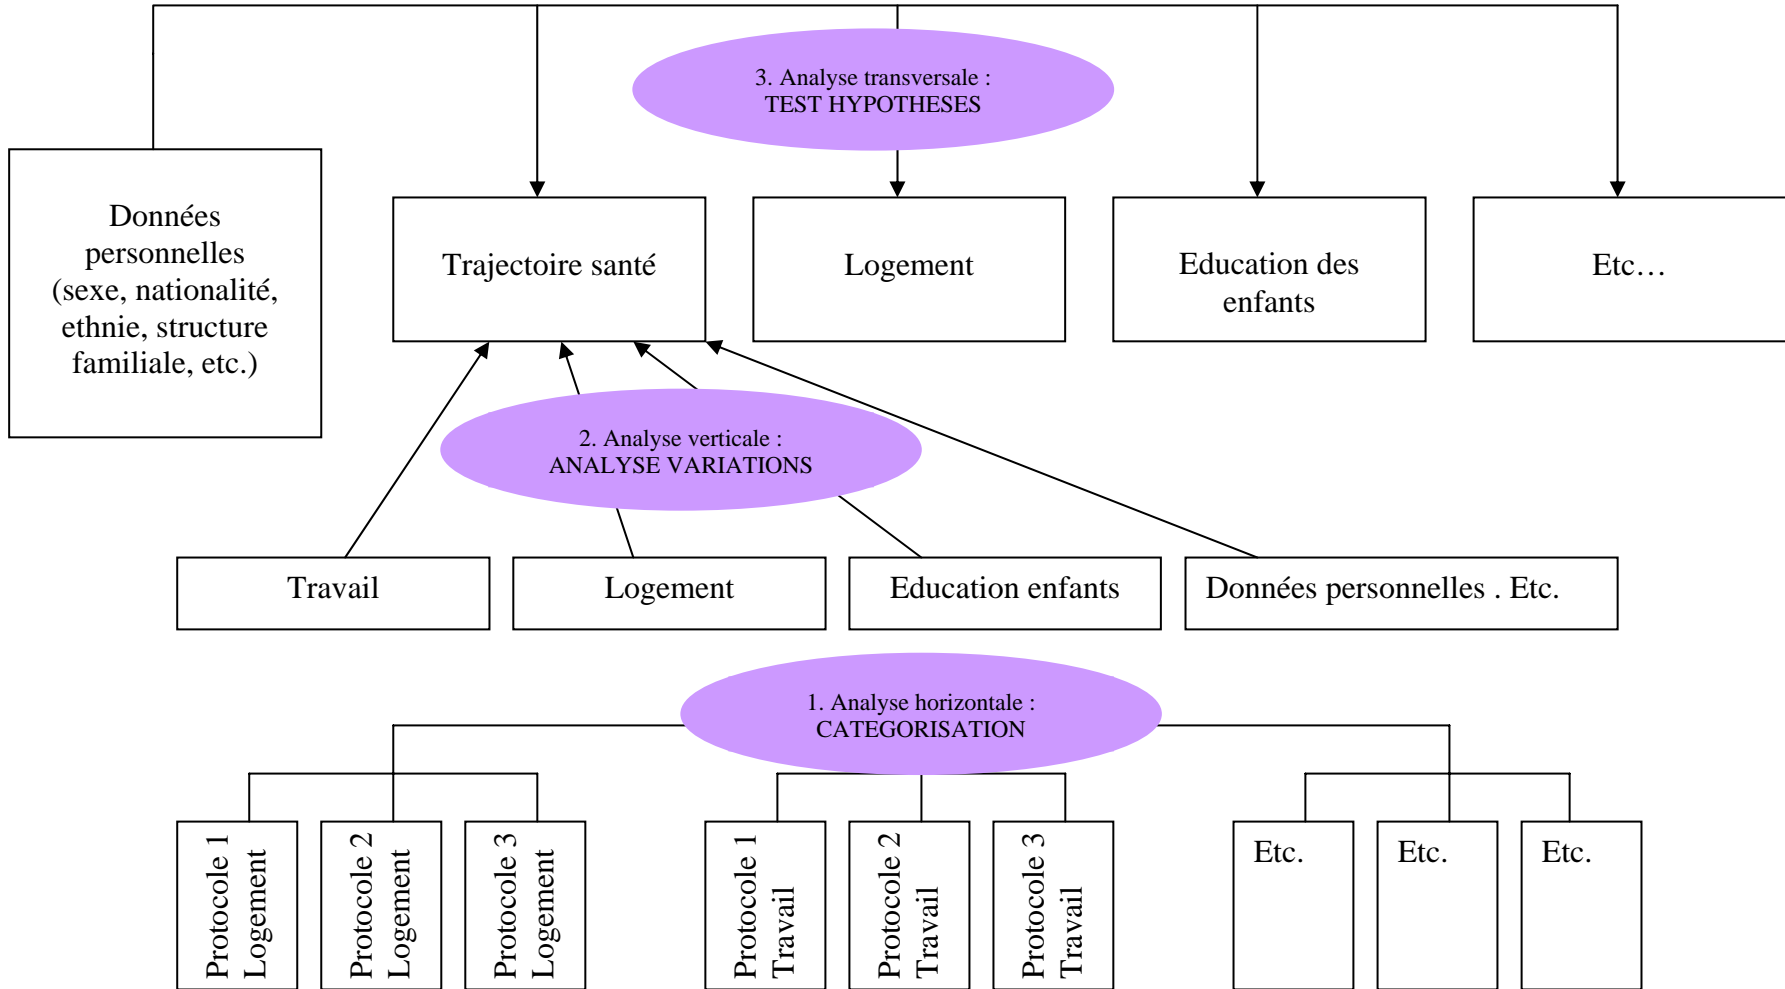 3. Analyse transversale :
TEST HYPOTHESES
Données
personnelles
(sexe, nationalité,
ethnie, structure
familiale, etc.)
Trajectoire santé
Logement
Education des
enfants
Etc…
2. Analyse verticale :
ANALYSE VARIATIONS
Travail
Logement
Education enfants
Données personnelles . Etc.
1. Analyse horizontale :
CATEGORISATION
Protocole 1
Logement
Protocole 2
Logement
Protocole 3
Logement
Protocole 1
Travail
Protocole 2
Travail
Protocole 3
Travail
Etc.
Etc.
Etc.